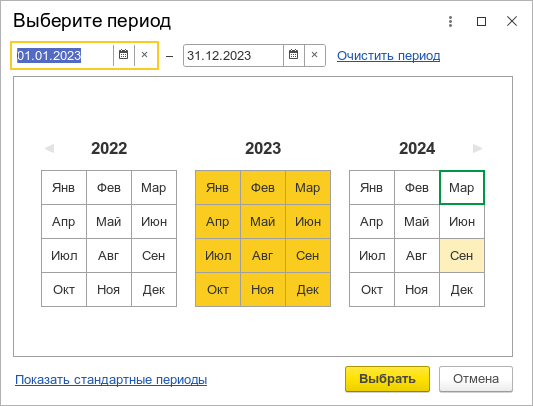 Выберите период
01.01.2023 – 31.12.2023 Очистить период
2022 2023 2024
Янв Фев Мар Янв Фев Мар Янв Фев Мар
Апр Май Июн Апр Май Июн Апр Май Июн
Июл Авг Сен Июл Авг Сен Июл Авг Сен
Окт Ноя Дек Окт Ноя Дек Окт Ноя Дек
Показать стандартные периоды Выбрать Отмена